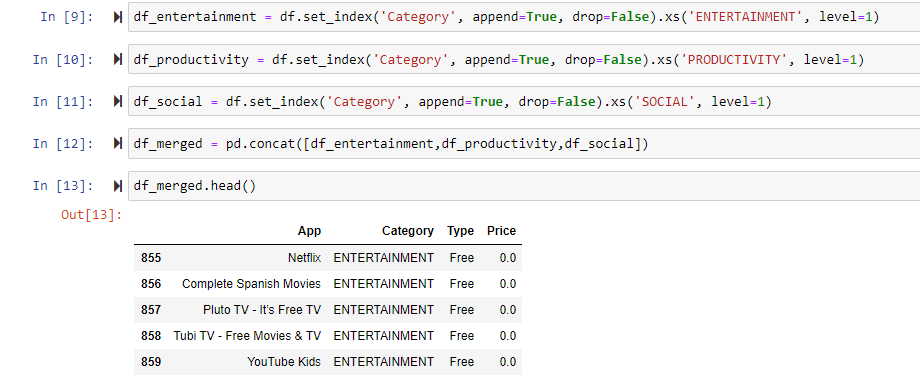 In [9]: df_entertainment = df.set_index('Category', append=True, drop=False).xs('ENTERTAINMENT', level=1)
In [10]: df_productivity = df.set_index('Category', append=True, drop=False).xs('PRODUCTIVITY', level=1)
In [11]: df_social = df.set_index('Category', append=True, drop=False).xs('SOCIAL', level=1)
In [12]: df_merged = pd.concat([df_entertainment,df_productivity,df_social])
In [13]: df_merged.head()
Out[13]:
App Category Type Price
855 Netflix ENTERTAINMENT Free 0.0
856 Complete Spanish Movies ENTERTAINMENT Free 0.0
857 Pluto TV - It’s Free TV ENTERTAINMENT Free 0.0
858 Tubi TV - Free Movies & TV ENTERTAINMENT Free 0.0
859 YouTube Kids ENTERTAINMENT Free 0.0